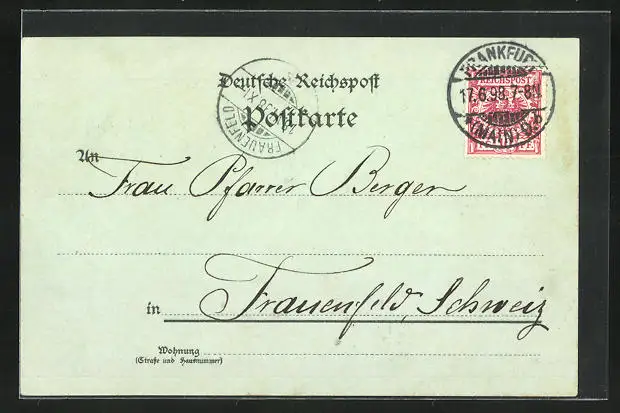 Deutsche Reichspost
Postkarte
FRANKFURT
17.6.98. 7-8N.
(MAIN)
REICHSPOST
FRAUENFELD
An
Frau Pfarrer Berger
in Frauenfeld, Schweiz
Wohnung
(Straße und Hausnummer)